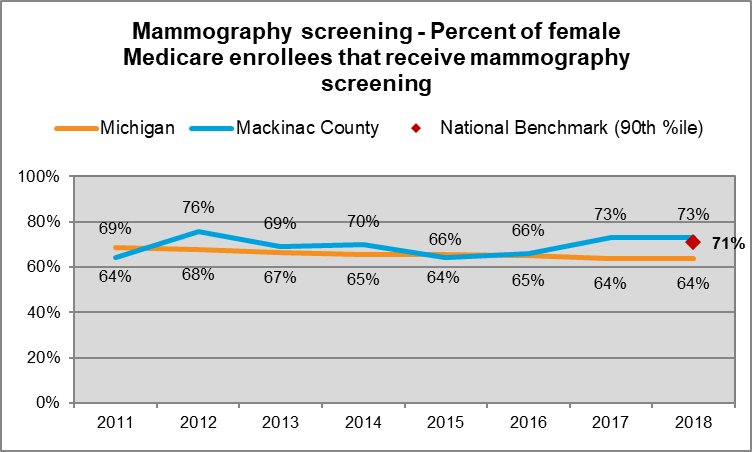 Mammography screening - Percent of female
Medicare enrollees that receive mammography
screening
Michigan Mackinac County National Benchmark (90th %ile)
100%
80%
60%
40%
20%
0%
69% 76% 69% 70% 66% 66% 73% 73%
71%
64% 68% 67% 65% 64% 65% 64% 64%
2011 2012 2013 2014 2015 2016 2017 2018